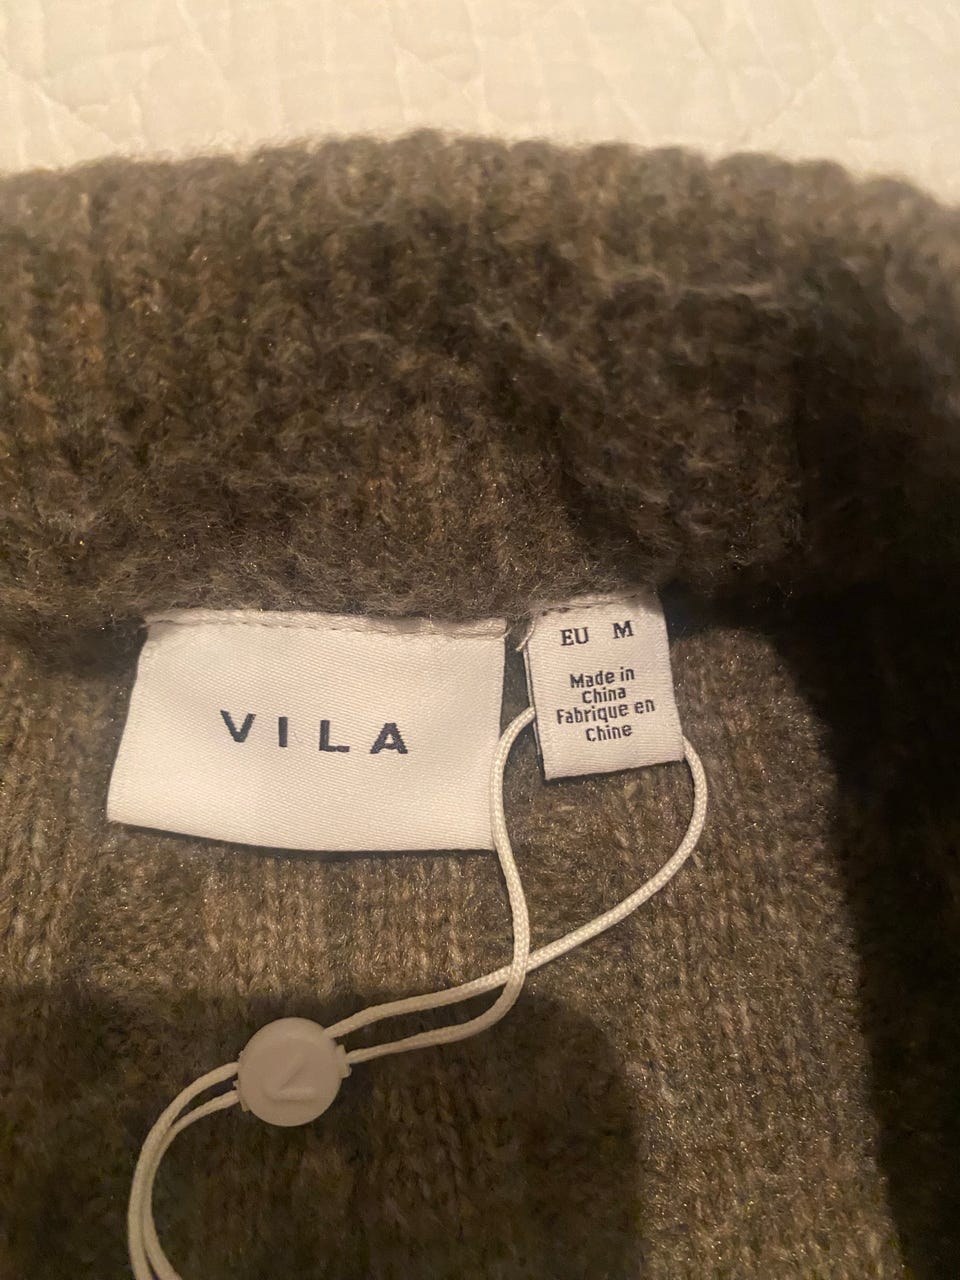 VILA
EU M
Made in
China
Fabrique en
Chine